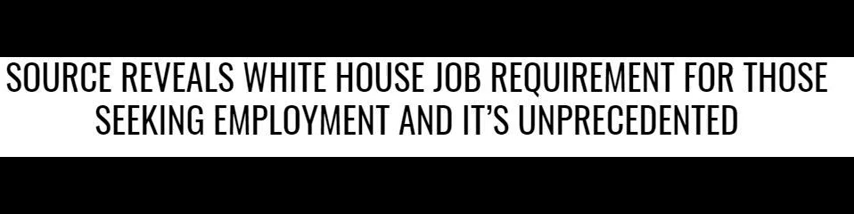 SOURCE REVEALS WHITE HOUSE JOB REQUIREMENT FOR THOSE
SEEKING EMPLOYMENT AND IT’S UNPRECEDENTED